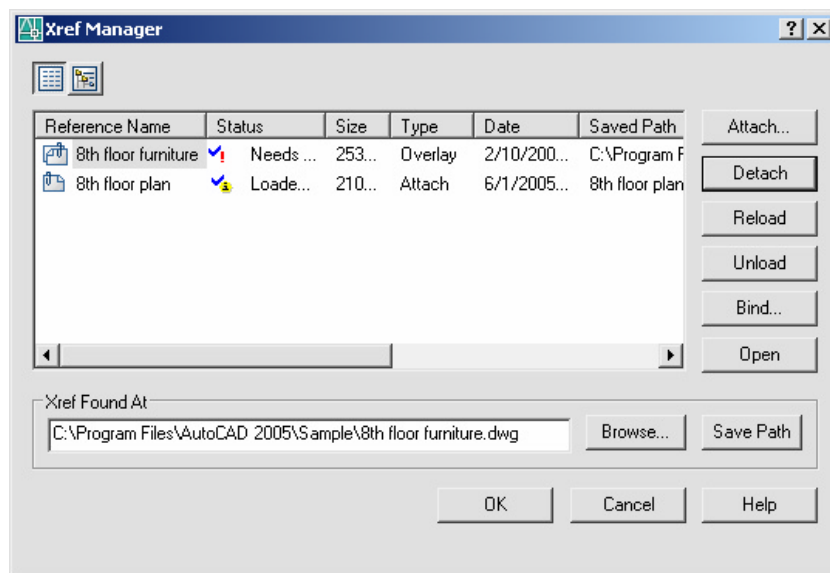 Xref Manager
Reference Name Status Size Type Date Saved Path
8th floor furniture Needs ... 253... Overlay 2/10/200... C:\Program F
8th floor plan Loade... 210... Attach 6/1/2005... 8th floor plan
Attach...
Detach
Reload
Unload
Bind...
Open
Xref Found At
C:\Program Files\AutoCAD 2005\Sample\8th floor furniture.dwg Browse... Save Path
OK Cancel Help